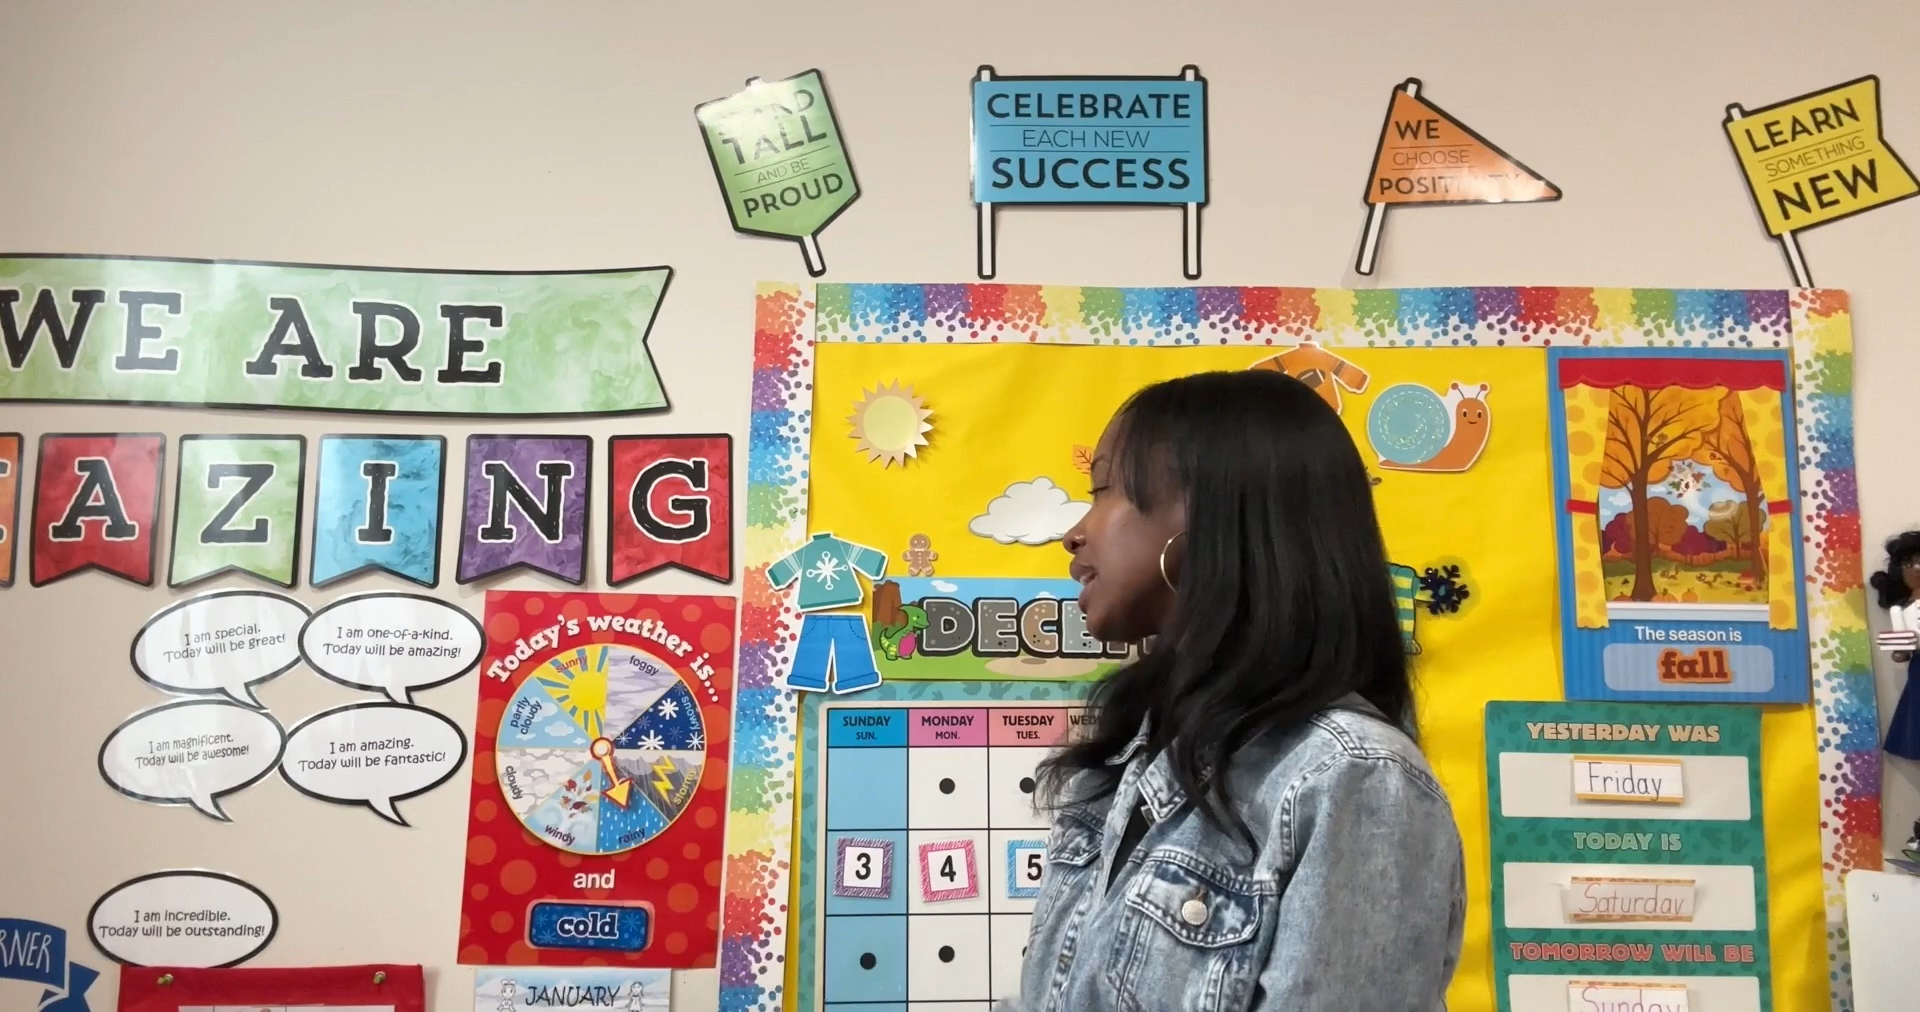 TALL
AND BE
PROUD
CELEBRATE
EACH NEW
SUCCESS
WE
CHOOSE
LEARN
SOMETHING
NEW
WE ARE
AZING
I am special.
Today will be great!
I am one-of-a-kind.
Today will be amazing!
I am magnificent.
Today will be awesome!
I am amazing.
Today will be fantastic!
I am incredible.
Today will be outstanding!
RNER
Today's weather is...
sunny
foggy
snowy
stormy
rainy
windy
cloudy
partly cloudy
and
cold
JANUARY
DECE
SUNDAY
SUN.
MONDAY
MON.
TUESDAY
TUES.
WED
3
4
5
The season is
fall
YESTERDAY WAS
Friday
TODAY IS
Saturday
TOMORROW WILL BE
Sunday